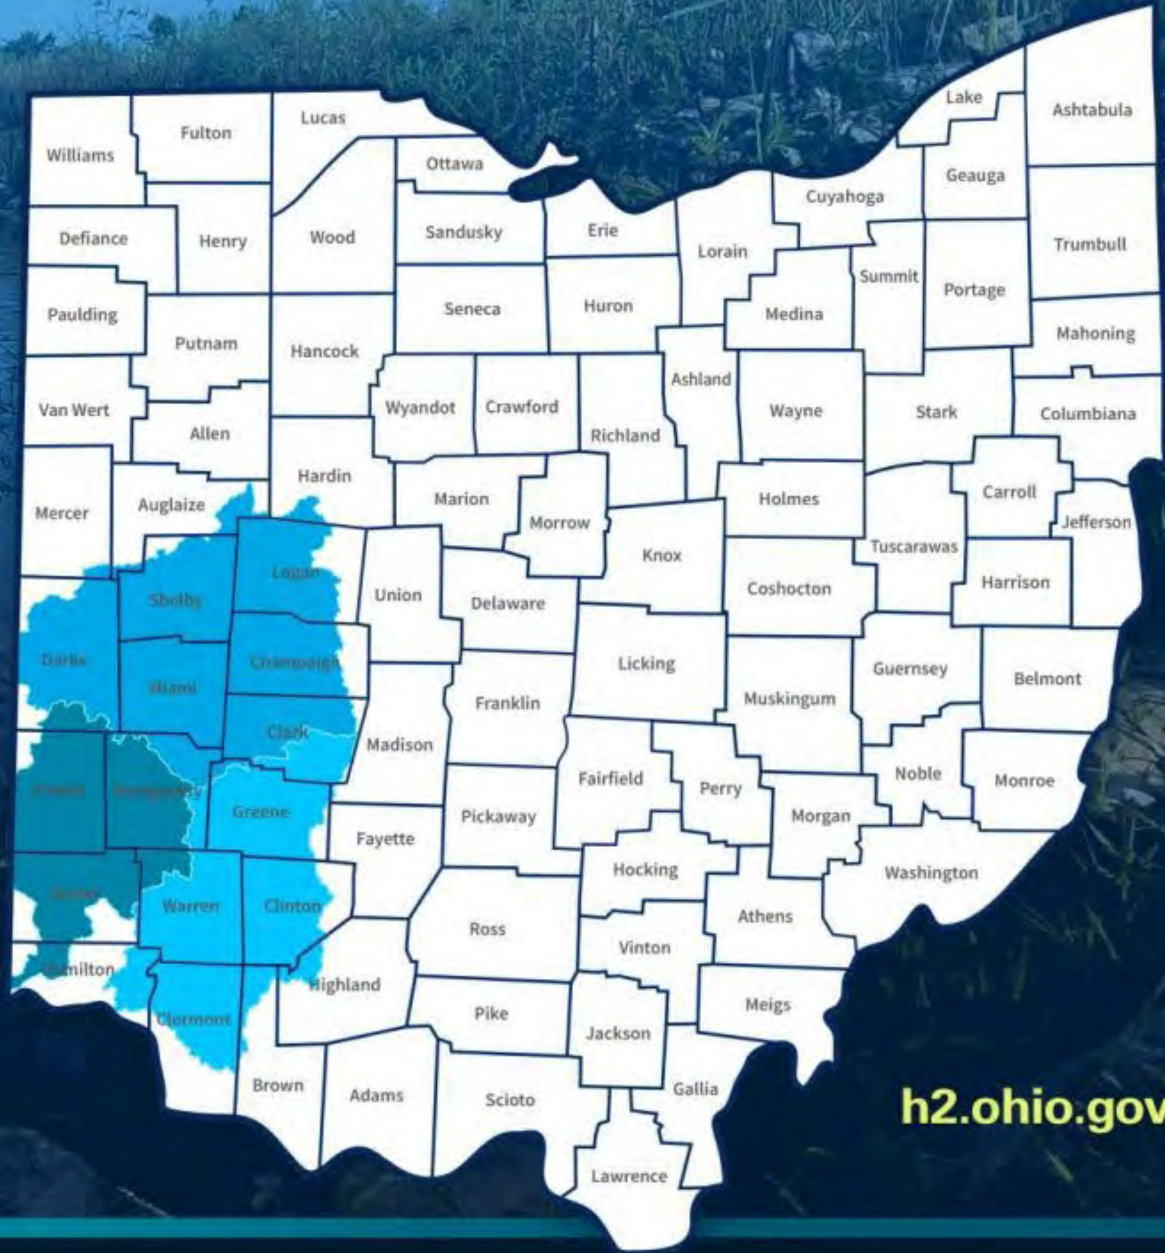 Lake
Ashtabula
Lucas
Fulton
Williams
Ottawa
Geauga
Cuyahoga
Erie
Sandusky
Wood
Henry
Defiance
Lorain
Trumbull
Summit
Portage
Huron
Seneca
Medina
Paulding
Mahoning
Putnam
Hancock
Ashland
Van Wert
Wyandot
Crawford
Wayne
Stark
Columbiana
Allen
Richland
Hardin
Marion
Holmes
Carroll
Mercer
Auglaize
Morrow
Jefferson
Knox
Tuscarawas
Logan
Harrison
Coshocton
Union
Shelby
Delaware
Darke
Champaign
Licking
Guernsey
Belmont
Miami
Franklin
Muskingum
Clark
Madison
Fairfield
Noble
Monroe
Montgomery
Perry
Greene
Pickaway
Morgan
Fayette
Hocking
Washington
Butler
Warren
Clinton
Athens
Ross
Vinton
Hamilton
Highland
Meigs
Clermont
Pike
Jackson
Brown
Adams
Scioto
Gallia
h2.ohio.gov
Lawrence